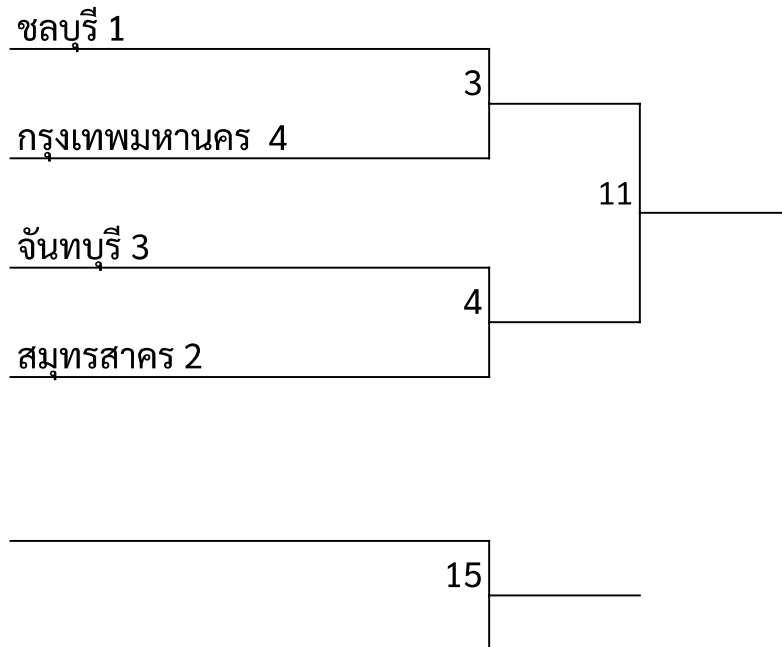 ชลบุรี 1
3
กรุงเทพมหานคร 4
11
จันทบุรี 3
4
สมุทรสาคร 2
15